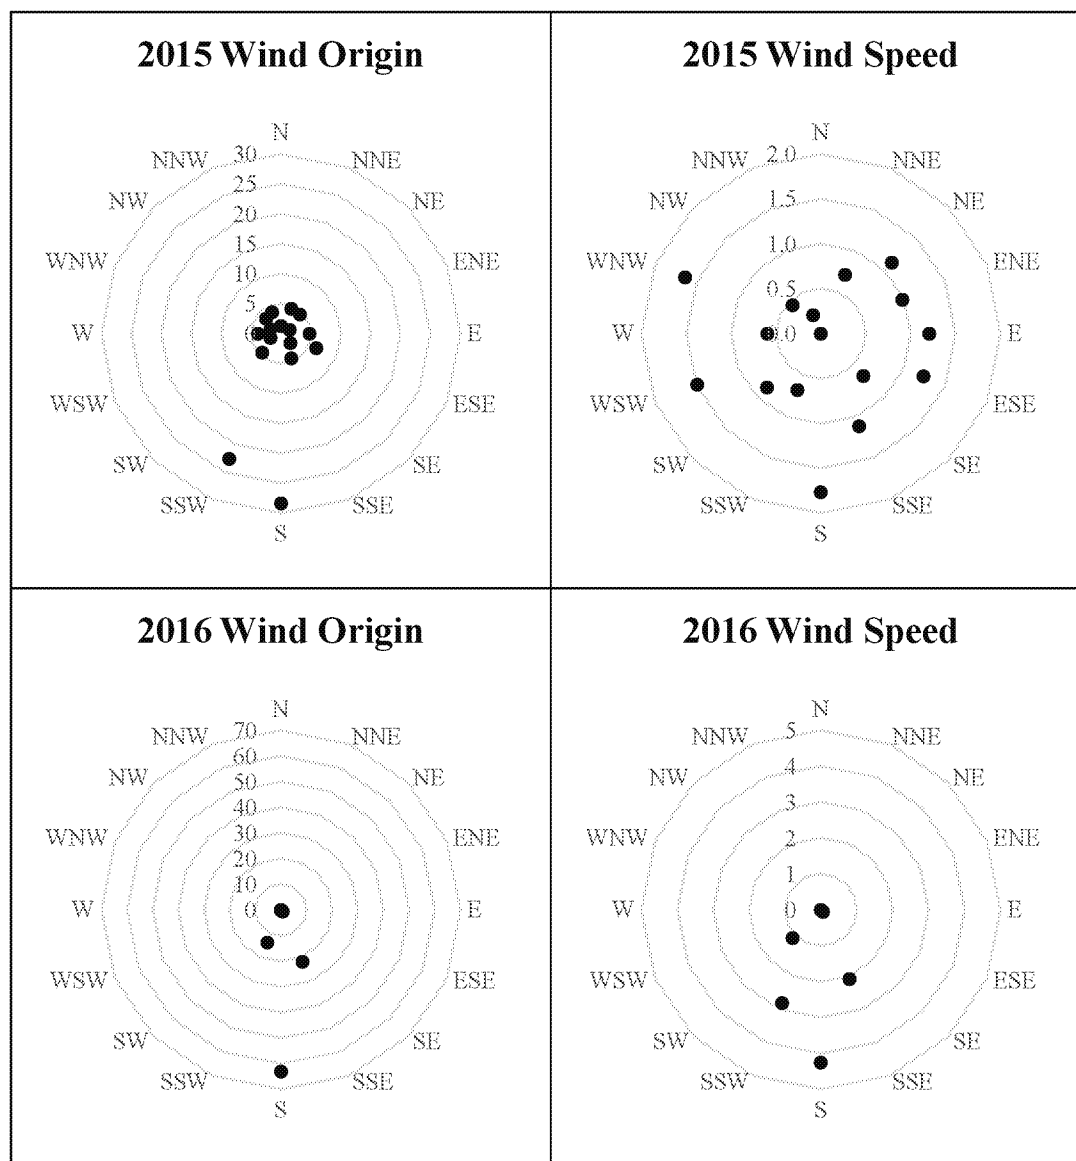 2015 Wind Origin
N
NNE
NE
ENE
E
ESE
SE
SSE
S
SSW
SW
WSW
W
WNW
NW
NNW
30
25
20
15
10
5
0
2015 Wind Speed
N
NNE
NE
ENE
E
ESE
SE
SSE
S
SSW
SW
WSW
W
WNW
NW
NNW
2.0
1.5
1.0
0.5
0.0
2016 Wind Origin
N
NNE
NE
ENE
E
ESE
SE
SSE
S
SSW
SW
WSW
W
WNW
NW
NNW
70
60
50
40
30
20
10
0
2016 Wind Speed
N
NNE
NE
ENE
E
ESE
SE
SSE
S
SSW
SW
WSW
W
WNW
NW
NNW
5
4
3
2
1
0